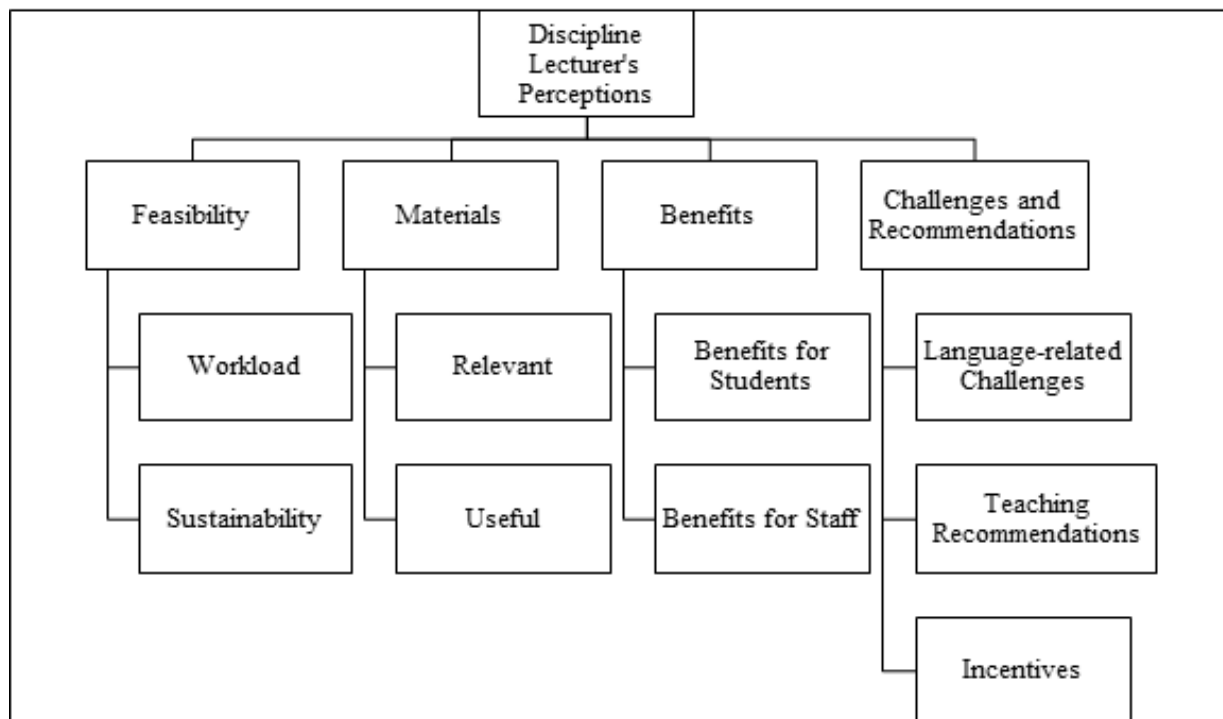 Discipline
Lecturer's
Perceptions
Feasibility
Materials
Benefits
Challenges and
Recommendations
Workload
Relevant
Benefits for
Students
Language-related
Challenges
Sustainability
Useful
Benefits for Staff
Teaching
Recommendations
Incentives